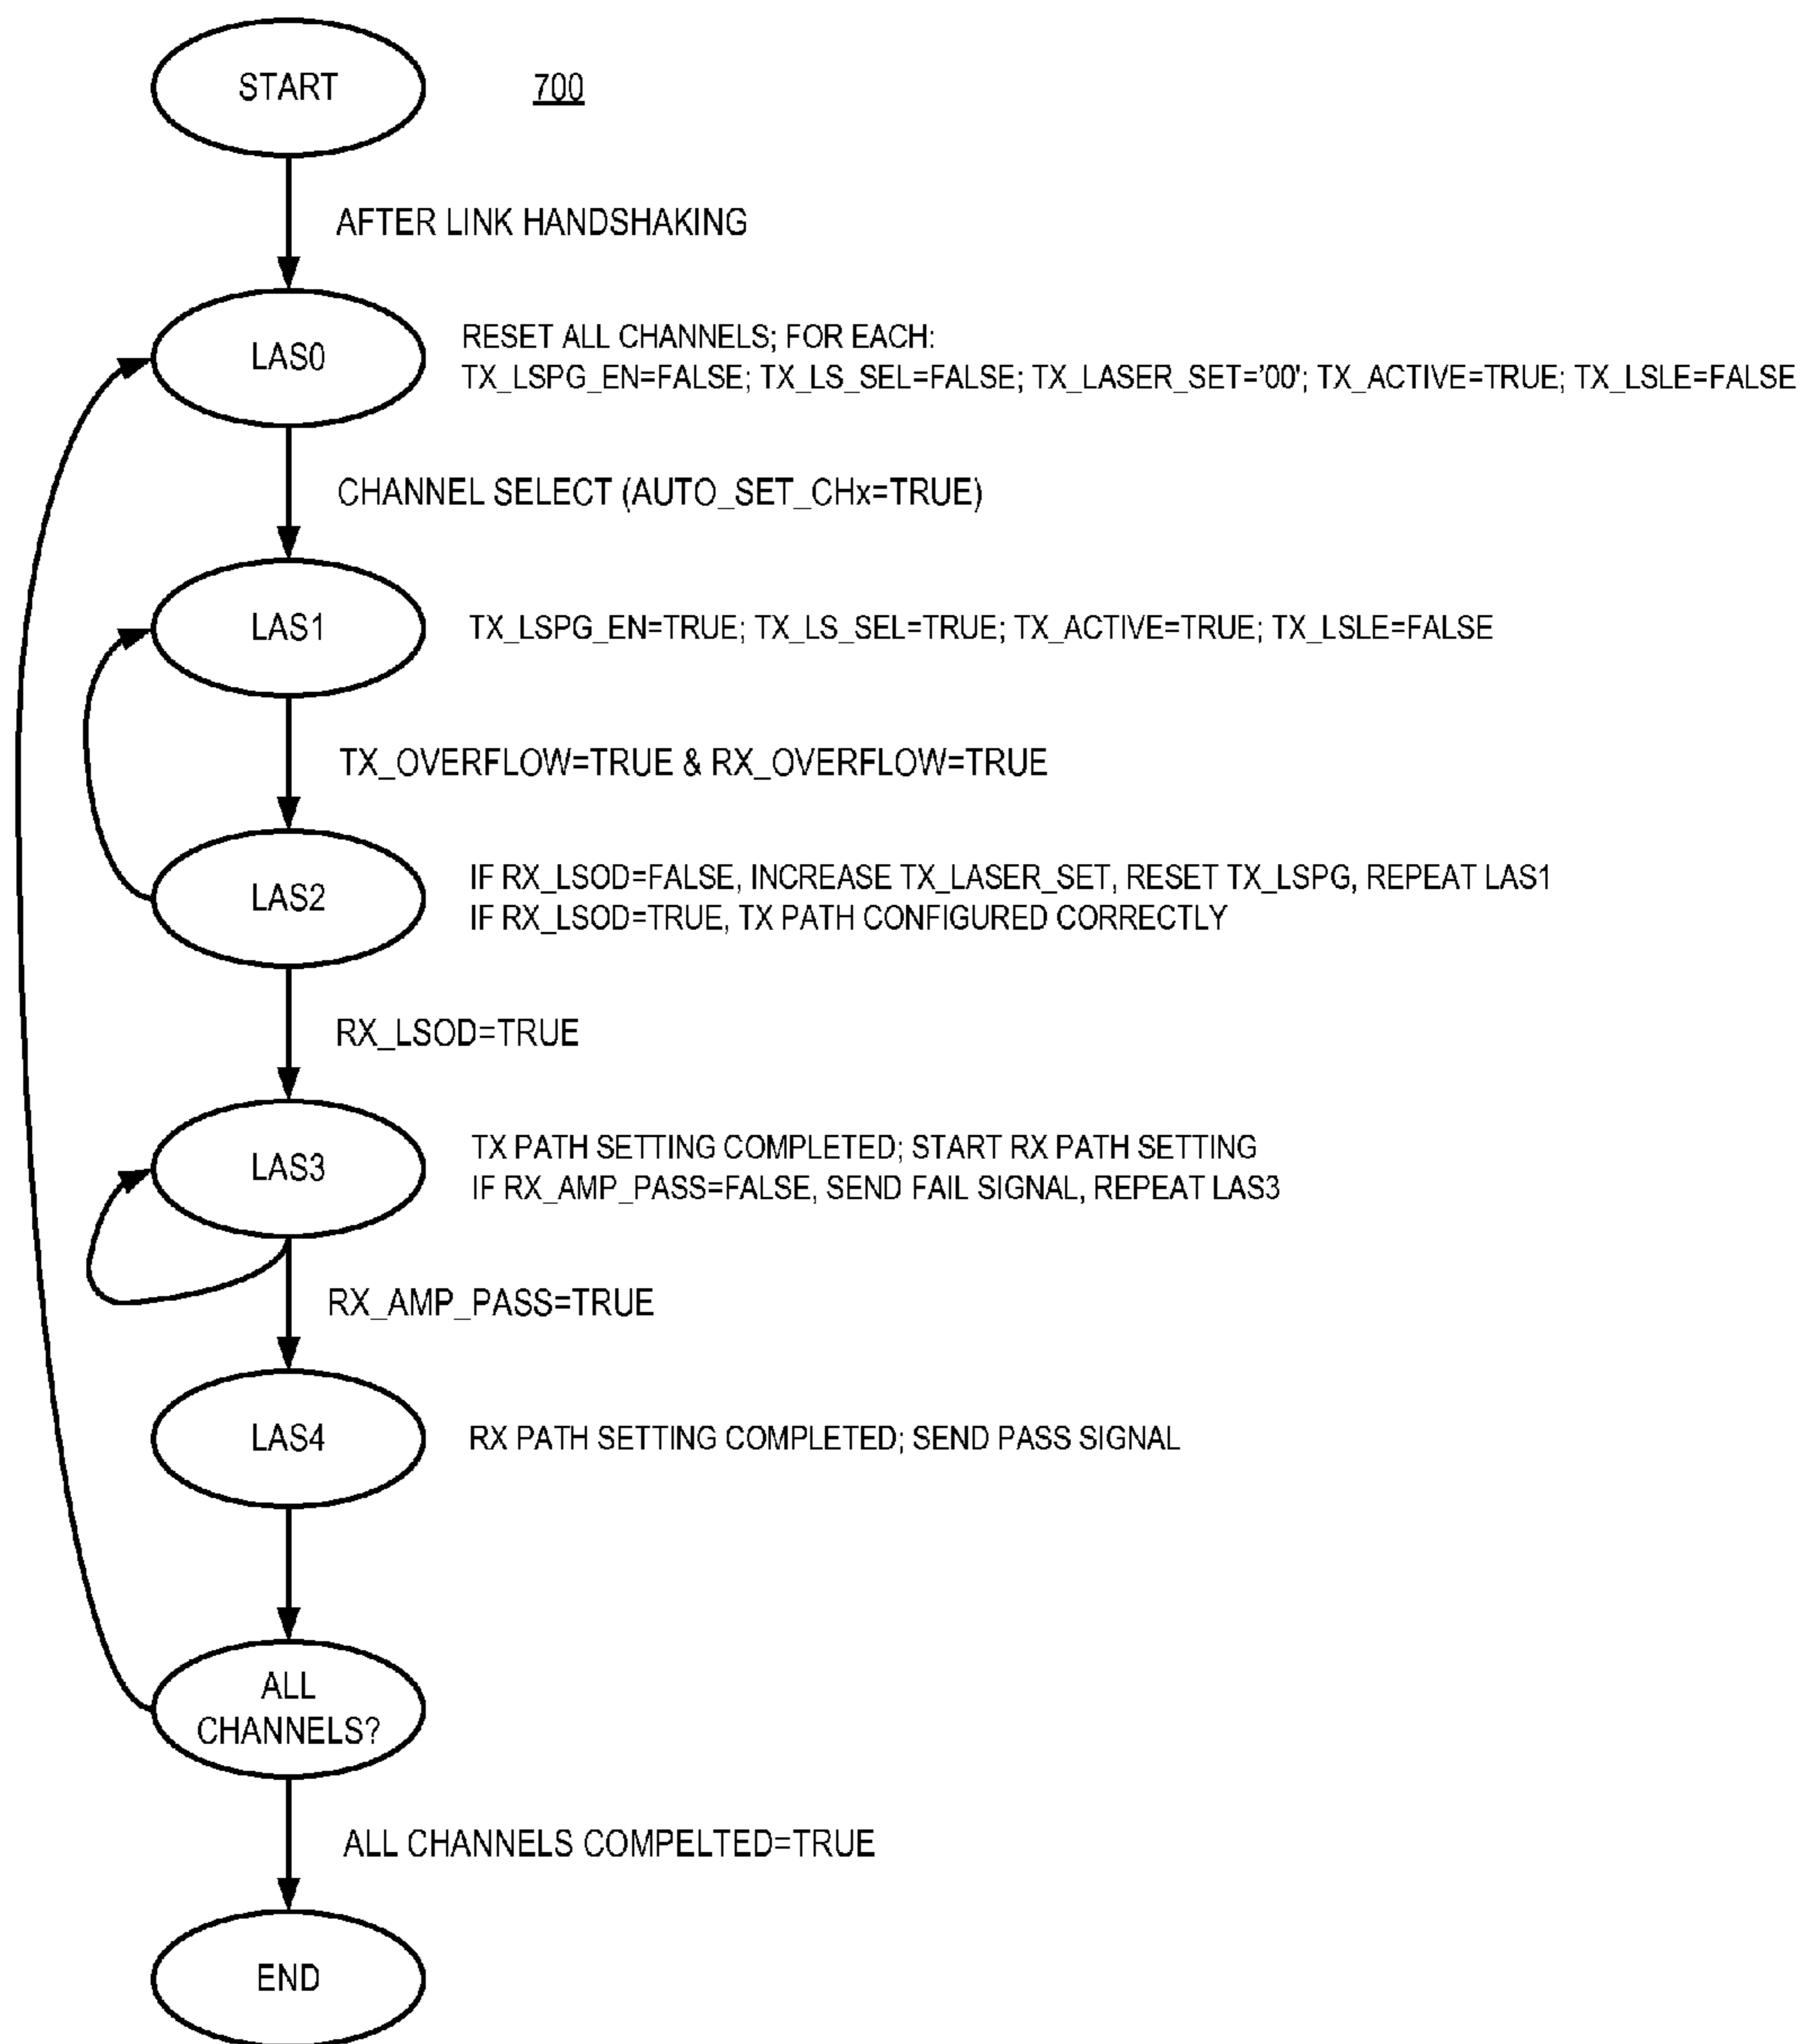 START
700
AFTER LINK HANDSHAKING
LAS0
RESET ALL CHANNELS; FOR EACH:
TX_LSPG_EN=FALSE; TX_LS_SEL=FALSE; TX_LASER_SET='00'; TX_ACTIVE=TRUE; TX_LSLE=FALSE
CHANNEL SELECT (AUTO_SET_CHx=TRUE)
LAS1
TX_LSPG_EN=TRUE; TX_LS_SEL=TRUE; TX_ACTIVE=TRUE; TX_LSLE=FALSE
TX_OVERFLOW=TRUE & RX_OVERFLOW=TRUE
LAS2
IF RX_LSOD=FALSE, INCREASE TX_LASER_SET, RESET TX_LSPG, REPEAT LAS1
IF RX_LSOD=TRUE, TX PATH CONFIGURED CORRECTLY
RX_LSOD=TRUE
LAS3
TX PATH SETTING COMPLETED; START RX PATH SETTING
IF RX_AMP_PASS=FALSE, SEND FAIL SIGNAL, REPEAT LAS3
RX_AMP_PASS=TRUE
LAS4
RX PATH SETTING COMPLETED; SEND PASS SIGNAL
ALL
CHANNELS?
ALL CHANNELS COMPELTED=TRUE
END